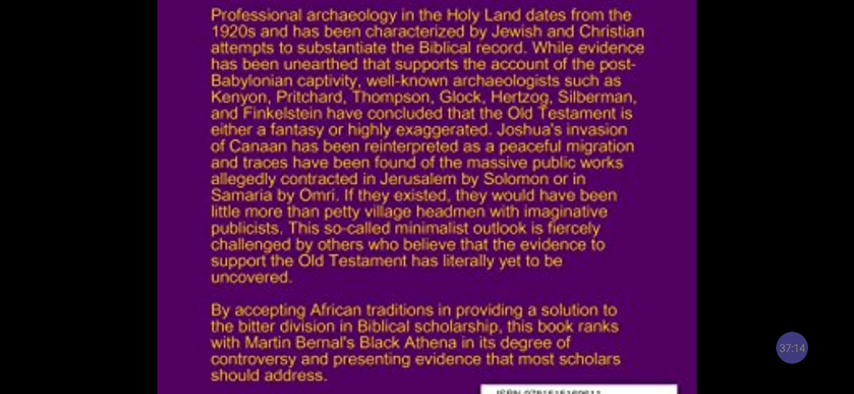 Professional archaeology in the Holy Land dates from the
1920s and has been characterized by Jewish and Christian
attempts to substantiate the Biblical record. While evidence
has been unearthed that supports the account of the post-
Babylonian captivity, well-known archaeologists such as
Kenyon, Pritchard, Thompson, Glock, Hertzog, Silberman,
and Finkelstein have concluded that the Old Testament is
either a fantasy or highly exaggerated. Joshua's invasion
of Canaan has been reinterpreted as a peaceful migration
and traces have been found of the massive public works
allegedly contracted in Jerusalem by Solomon or in
Samaria by Omri. If they existed, they would have been
little more than petty village headmen with imaginative
publicists. This so-called minimalist outlook is fiercely
challenged by others who believe that the evidence to
support the Old Testament has literally yet to be
uncovered.
By accepting African traditions in providing a solution to
the bitter division in Biblical scholarship, this book ranks
with Martin Bernal's Black Athena in its degree of
controversy and presenting evidence that most scholars
should address.
37:14